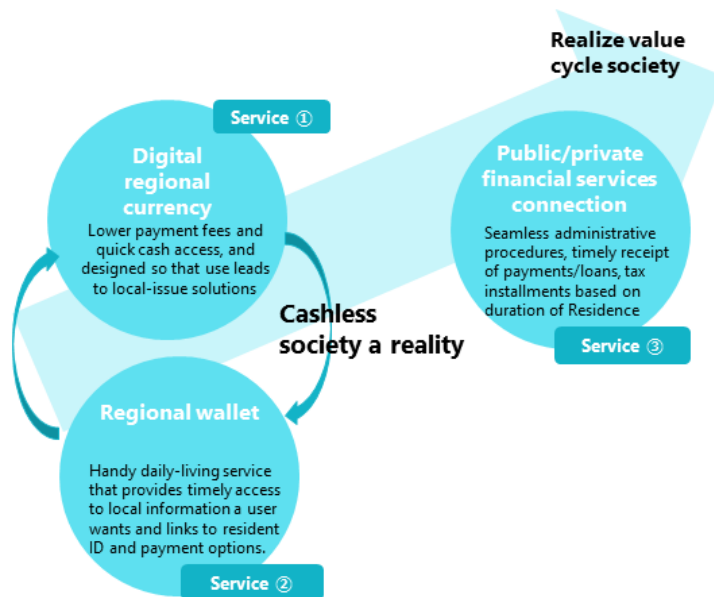 Realize value
cycle society
Service ①
Digital
regional
currency
Lower payment fees and
quick cash access, and
designed so that use leads
to local-issue solutions
Public/private
financial services
connection
Seamless administrative
procedures, timely receipt
of payments/loans, tax
installments based on
duration of Residence
Service ③
Cashless
society a reality
Regional wallet
Handy daily-living service
that provides timely access
to local information a user
wants and links to resident
ID and payment options.
Service ②